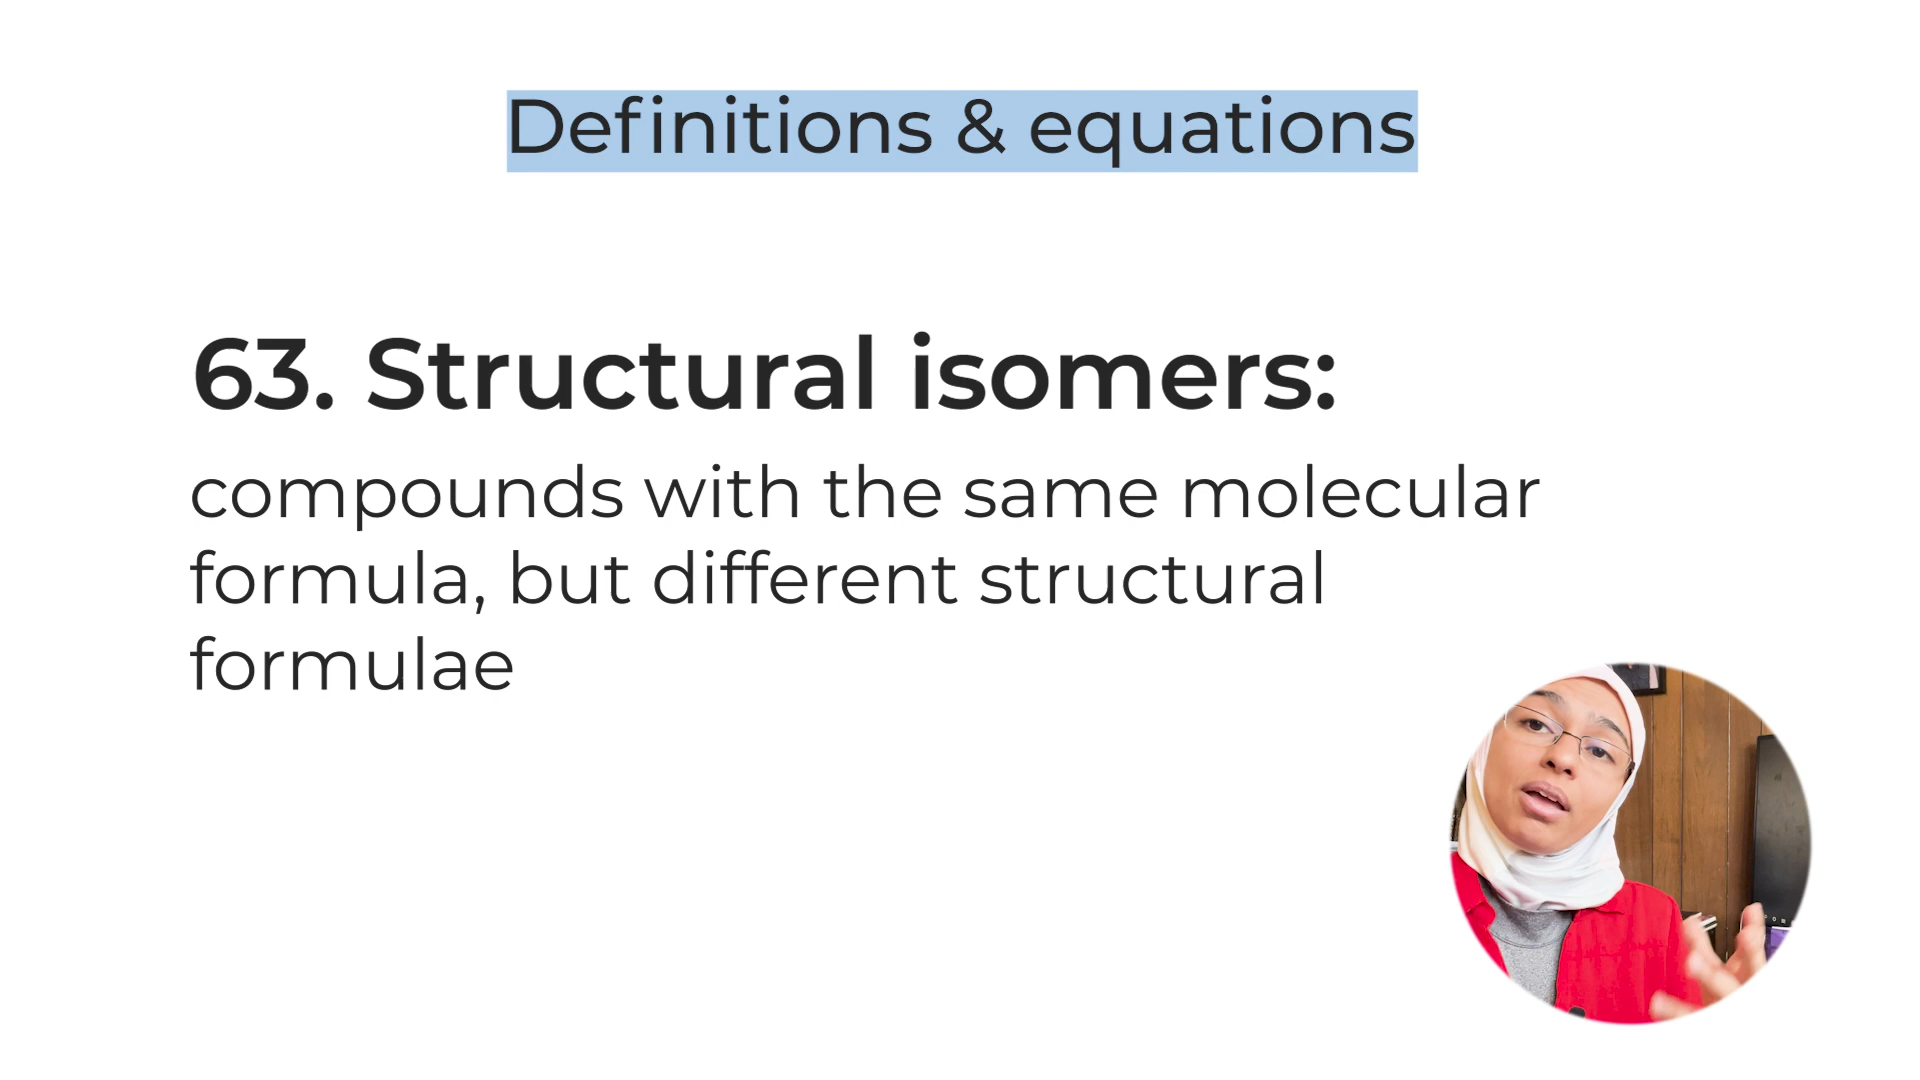 Definitions & equations
63. Structural isomers:
compounds with the same molecular
formula, but different structural
formulae